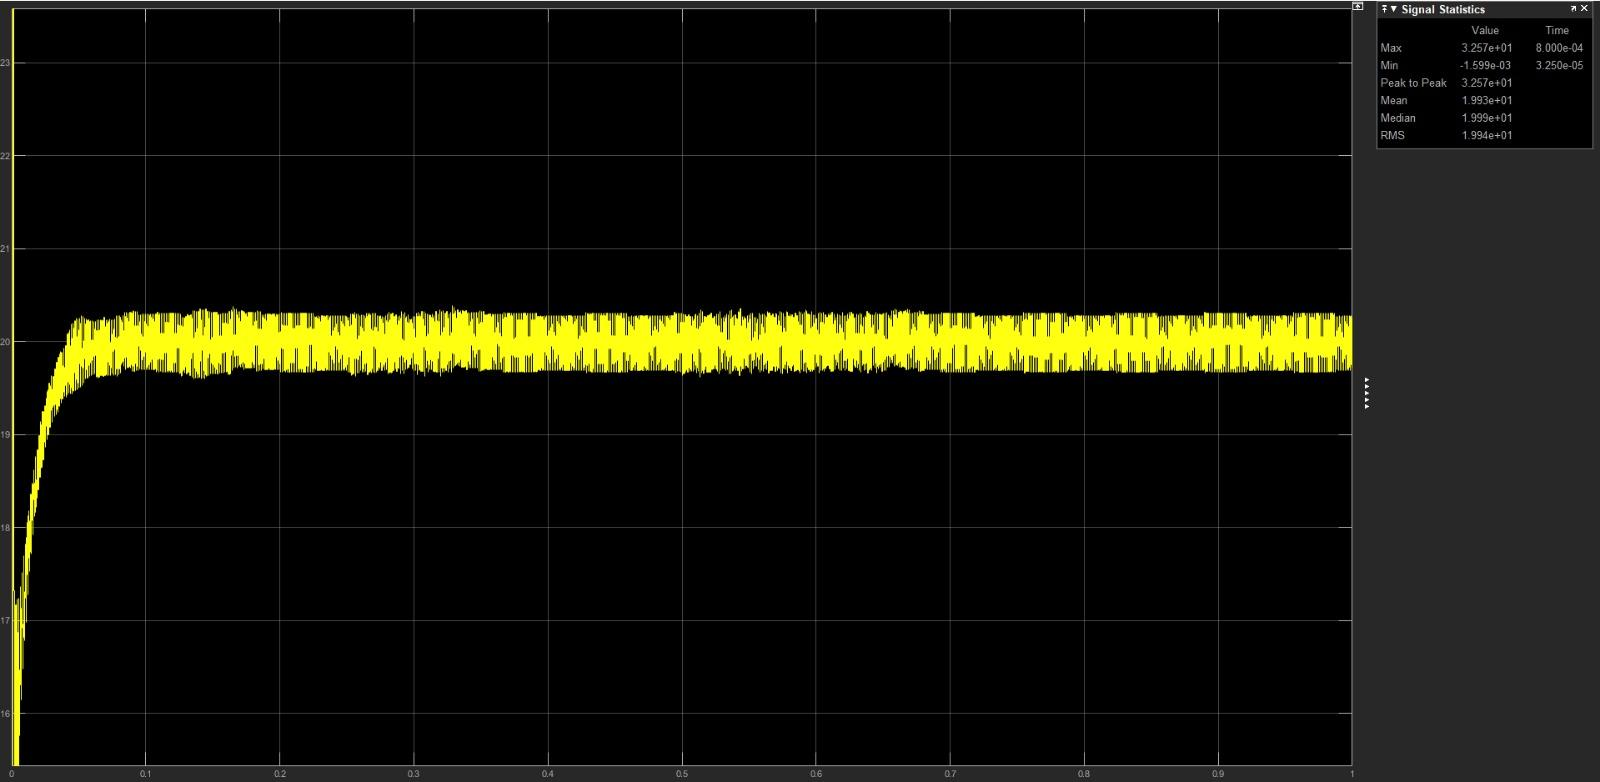 Signal Statistics
Value Time
Max 3.257e+01 8.000e-04
Min -1.599e-03 3.250e-05
Peak to Peak 3.257e+01
Mean 1.993e+01
Median 1.999e+01
RMS 1.994e+01
23
22
21
20
19
18
17
16
0 0.1 0.2 0.3 0.4 0.5 0.6 0.7 0.8 0.9 1